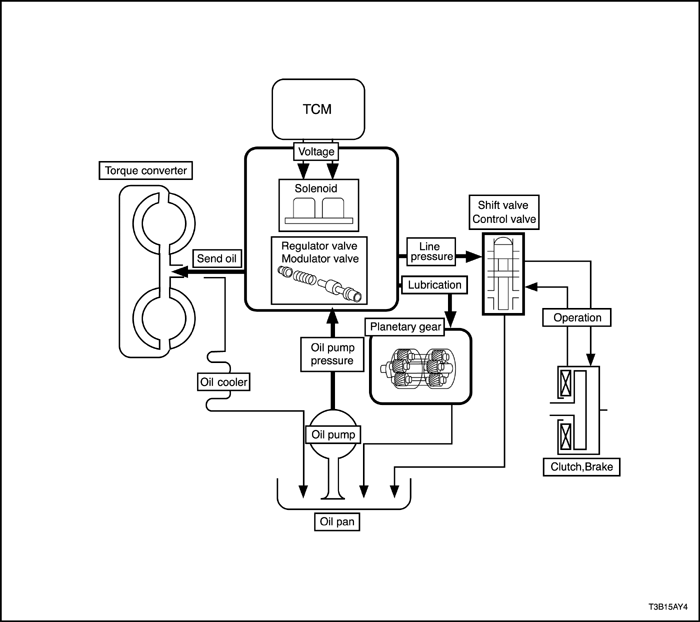 TCM
Voltage
Torque converter
Solenoid
Shift valve
Control valve
Regulator valve
Modulator valve
Line
pressure
Send oil
Lubrication
Operation
Planetary gear
Oil pump
pressure
Oil cooler
Oil pump
Clutch,Brake
Oil pan
T3B15AY4